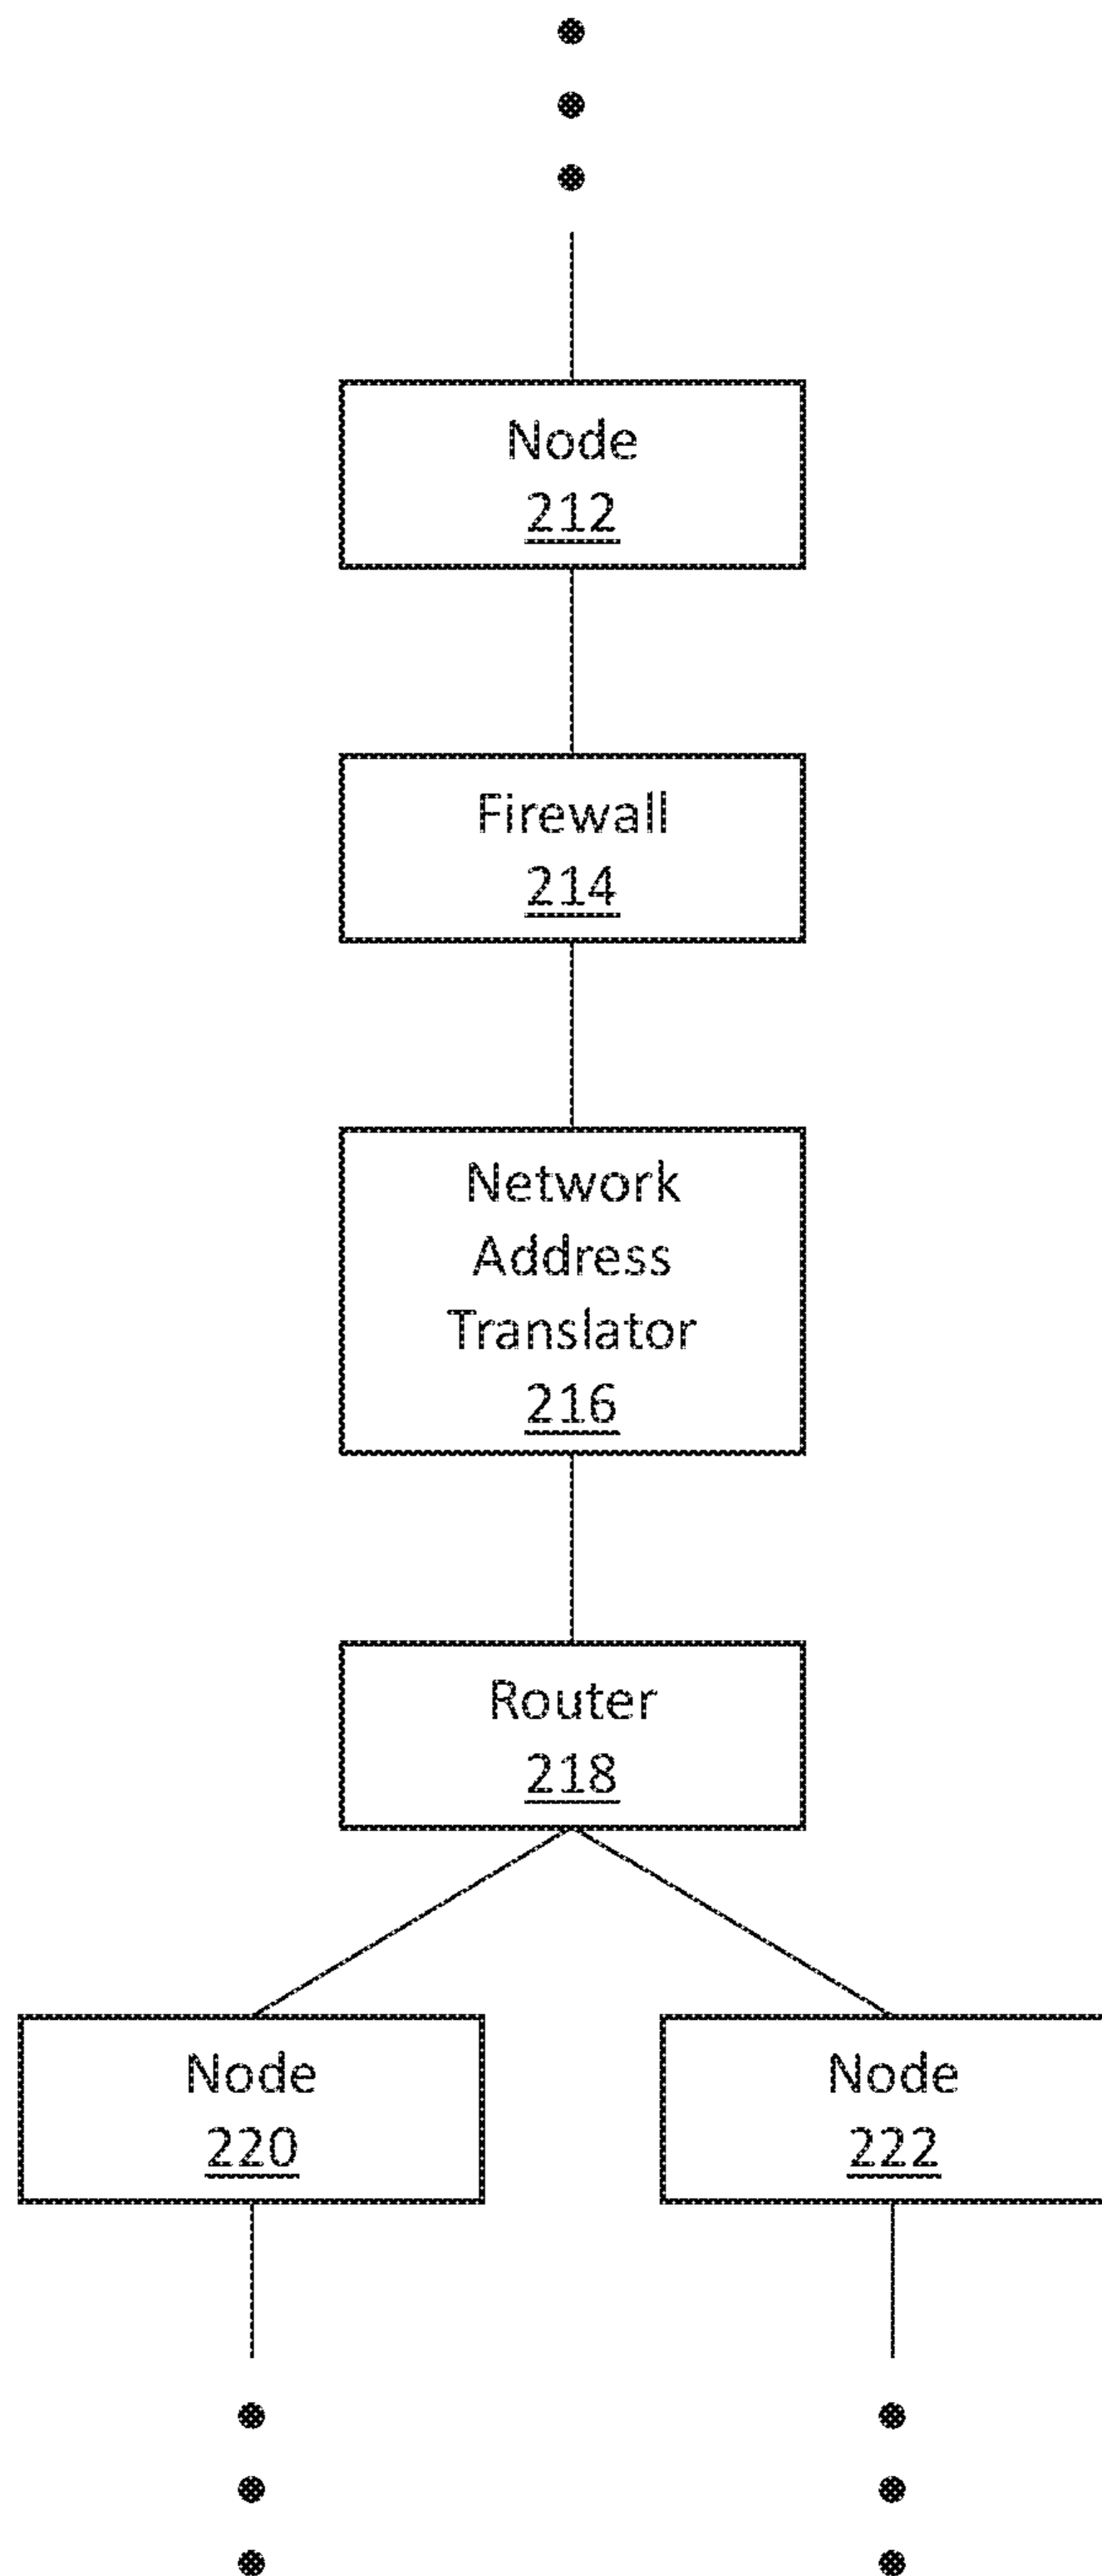 Node
212
Firewall
214
Network
Address
Translator
216
Router
218
Node
220
Node
222